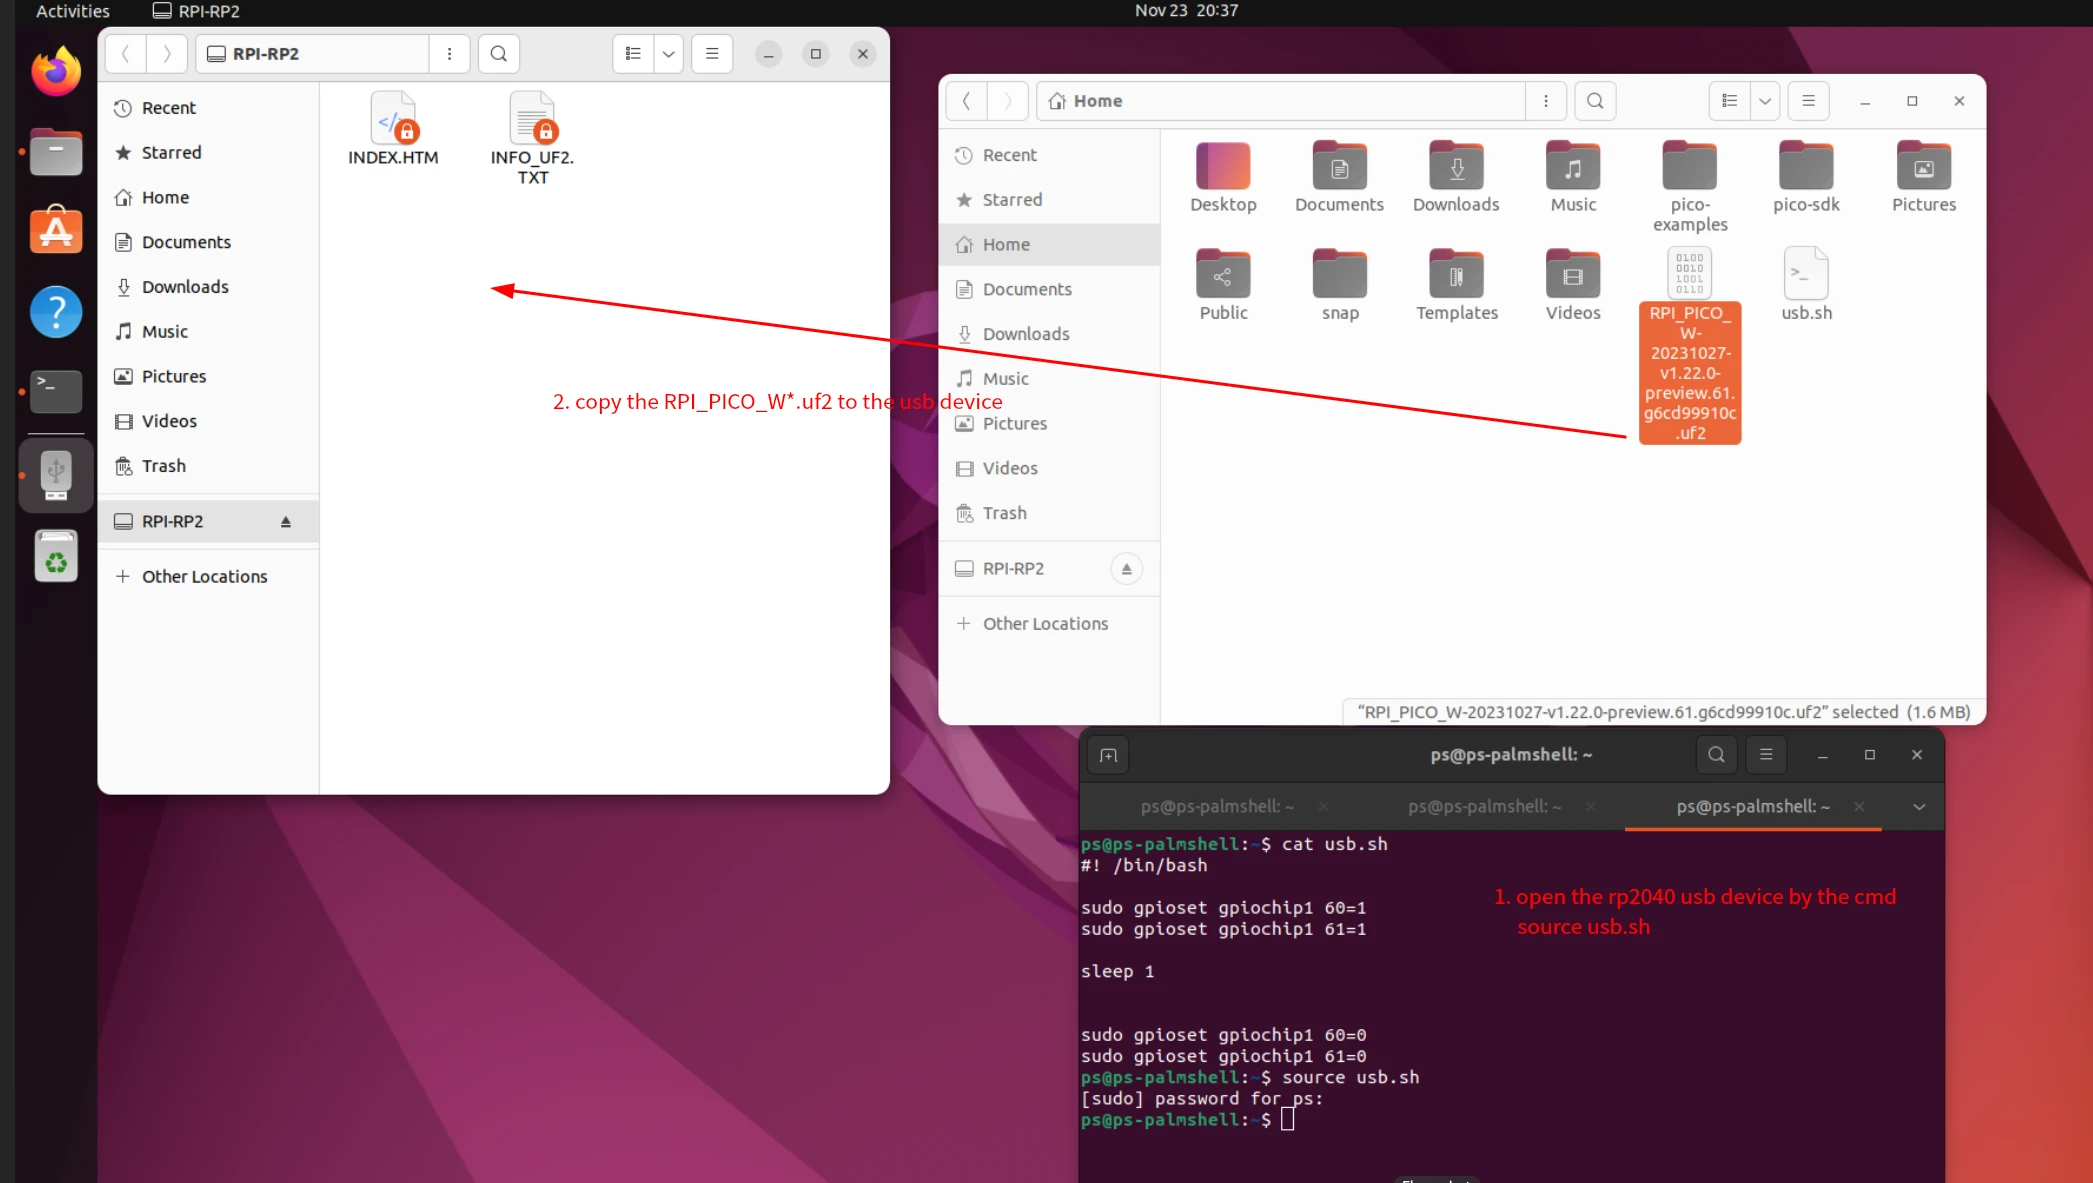 Activities
RPI-RP2
Nov 23 20:37
RPI-RP2
Recent
Starred
Home
Documents
Downloads
Music
Pictures
Videos
Trash
RPI-RP2
Other Locations
INDEX.HTM
INFO_UF2.
TXT
2. copy the RPI_PICO_W*.uf2 to the usb device
Home
Recent
Starred
Home
Documents
Downloads
Music
Pictures
Videos
Trash
RPI-RP2
Other Locations
Desktop
Documents
Downloads
Music
pico-
examples
pico-sdk
Pictures
Public
snap
Templates
Videos
RPI_PICO_
W-
20231027-
v1.22.0-
preview.61.
g6cd99910c
.uf2
usb.sh
“RPI_PICO_W-20231027-v1.22.0-preview.61.g6cd99910c.uf2” selected (1.6 MB)
ps@ps-palmshell: ~
ps@ps-palmshell: ~
ps@ps-palmshell: ~
ps@ps-palmshell: ~
ps@ps-palmshell:~$ cat usb.sh
#! /bin/bash
sudo gpioset gpiochip1 60=1
sudo gpioset gpiochip1 61=1
sleep 1
sudo gpioset gpiochip1 60=0
sudo gpioset gpiochip1 61=0
ps@ps-palmshell:~$ source usb.sh
[sudo] password for ps:
ps@ps-palmshell:~$
1. open the rp2040 usb device by the cmd
source usb.sh